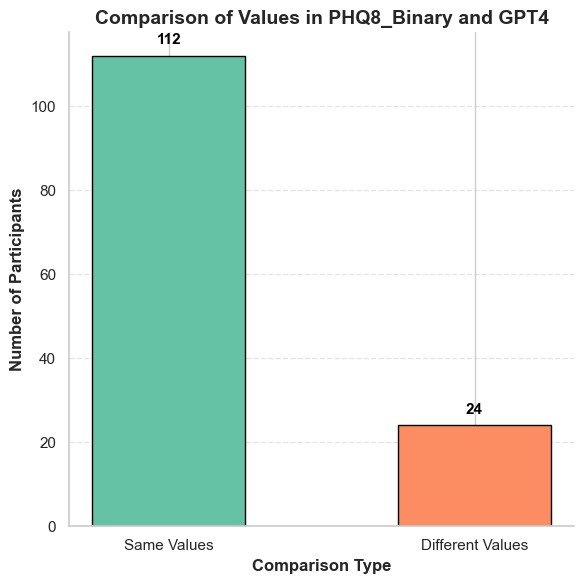 Comparison of Values in PHQ8_Binary and GPT4
112
100
80
60
40
24
20
0
Number of Participants
Same Values
Different Values
Comparison Type